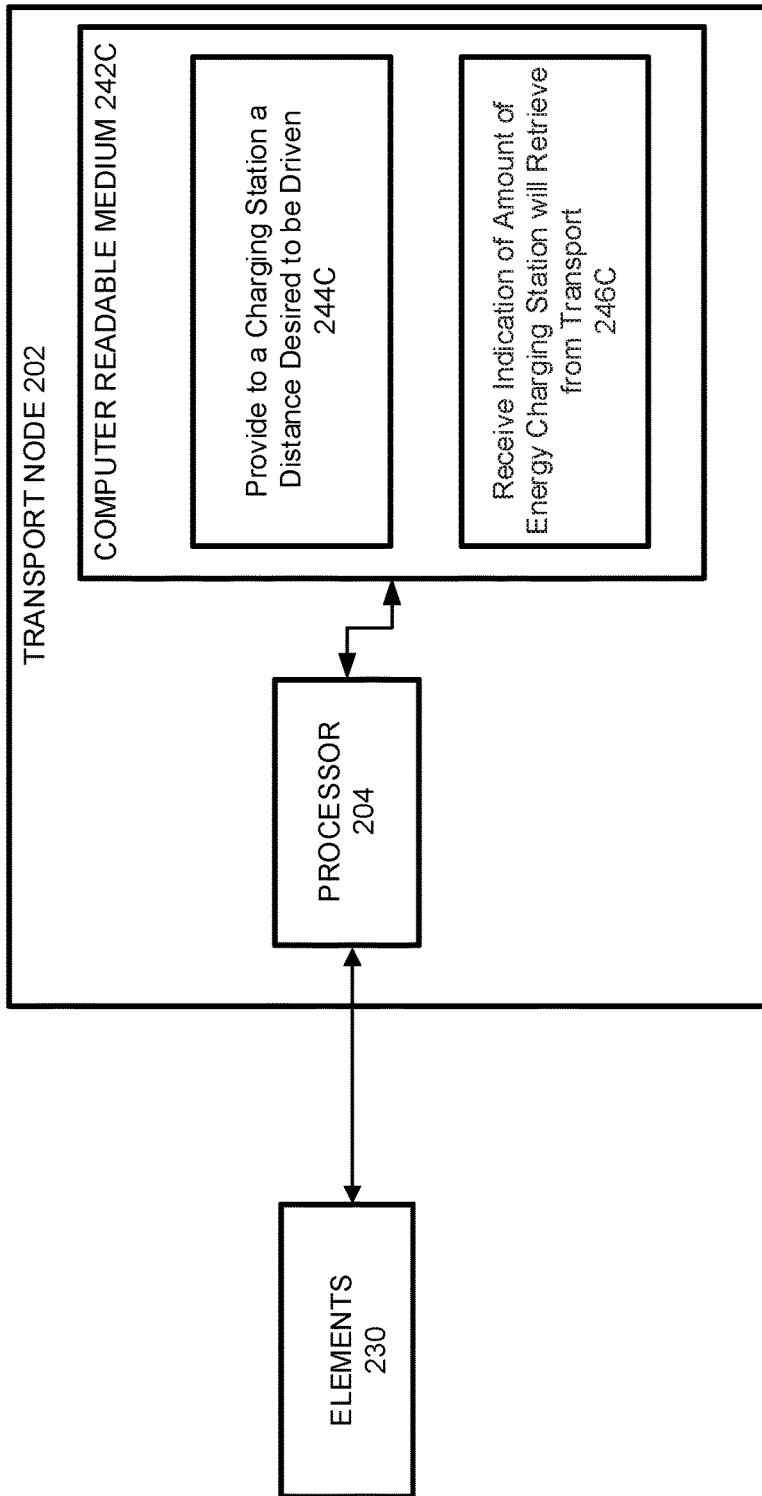 TRANSPORT NODE 202
COMPUTER READABLE MEDIUM 242C
Provide to a Charging Station a
Distance Desired to be Driven
244C
Receive Indication of Amount of
Energy Charging Station will Retrieve
from Transport
246C
PROCESSOR
204
ELEMENTS
230